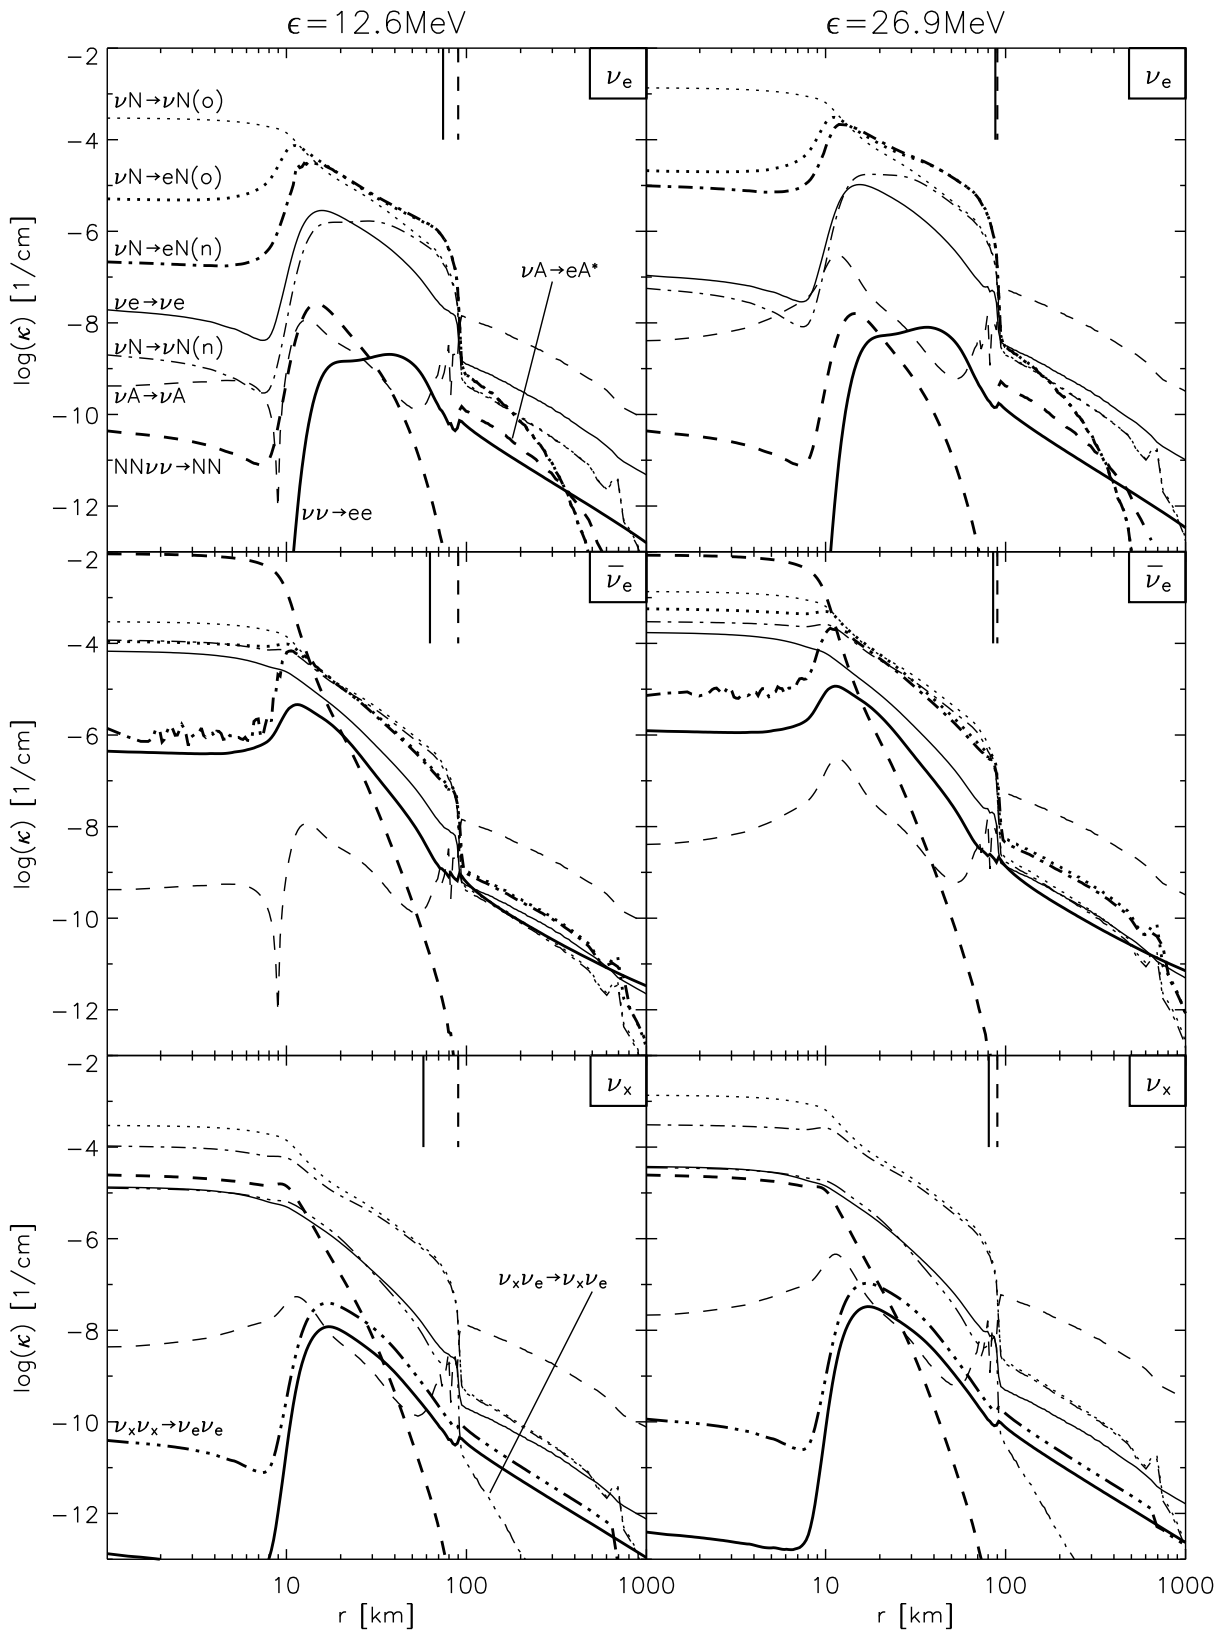 ϵ=12.6MeV
ϵ=26.9MeV
νₑ
νₑ
νN→νN(o)
νN→eN(o)
νN→eN(n)
νe→νe
νN→νN(n)
νA→νA
NNνν→NN
νν→ee
νA→eA*
log(κ) [1/cm]
−2
−4
−6
−8
−10
−12
ν̄ₑ
ν̄ₑ
log(κ) [1/cm]
−2
−4
−6
−8
−10
−12
νₓ
νₓ
νₓνₑ→νₓνₑ
νₓνₓ→νₑνₑ
log(κ) [1/cm]
−2
−4
−6
−8
−10
−12
10 100 1000 10 100 1000
r [km]
r [km]